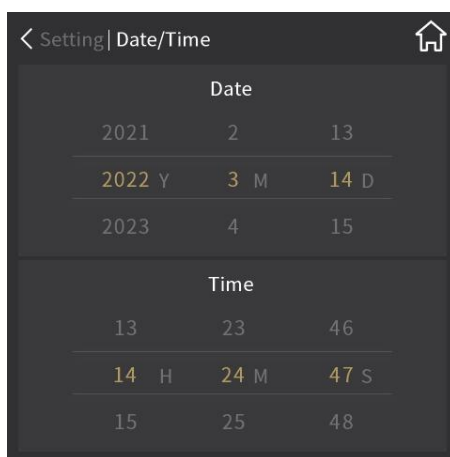 Setting| Date/Time
Date
2021 2 13
2022 Y 3 M 14 D
2023 4 15
Time
13 23 46
14 H 24 M 47 S
15 25 48